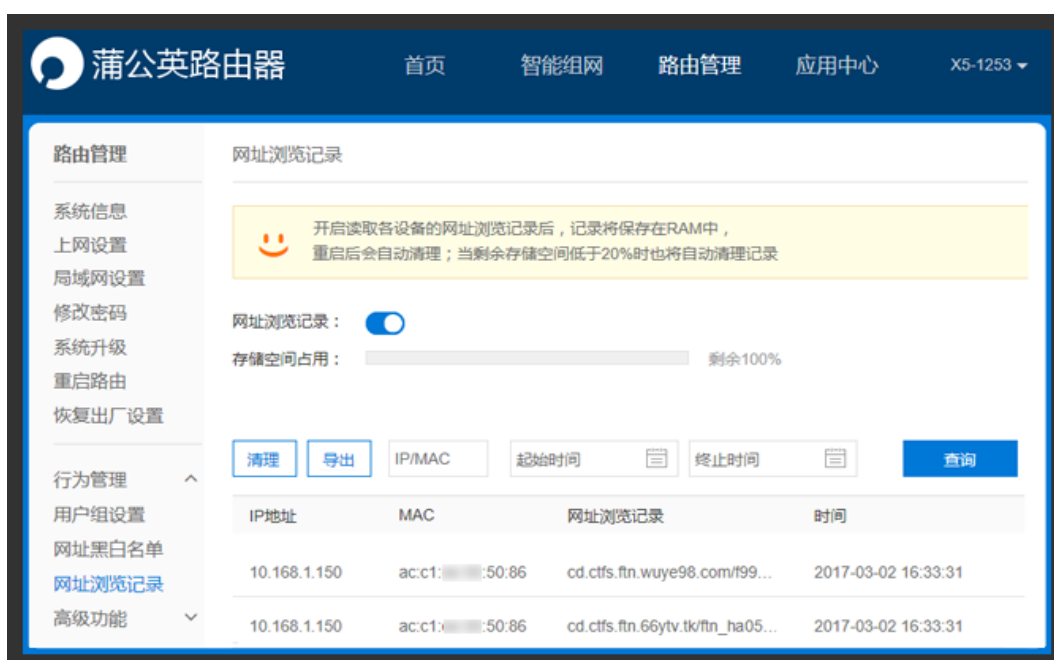 蒲公英路由器 首页 智能组网 路由管理 应用中心 X5-1253
路由管理
系统信息
上网设置
局域网设置
修改密码
系统升级
重启路由
恢复出厂设置
行为管理
用户组设置
网址黑白名单
网址浏览记录
高级功能
网址浏览记录
开启读取各设备的网址浏览记录后，记录将保存在RAM中，
重启后会自动清理；当剩余存储空间低于20%时也将自动清理记录
网址浏览记录：
存储空间占用： 剩余100%
清理 导出 IP/MAC 起始时间 终止时间 查询
IP地址 MAC 网址浏览记录 时间
10.168.1.150 ac:c1: :50:86 cd.ctfs.ftn.wuye98.com/f99... 2017-03-02 16:33:31
10.168.1.150 ac:c1: :50:86 cd.ctfs.ftn.66ytv.tk/ftn_ha05... 2017-03-02 16:33:31